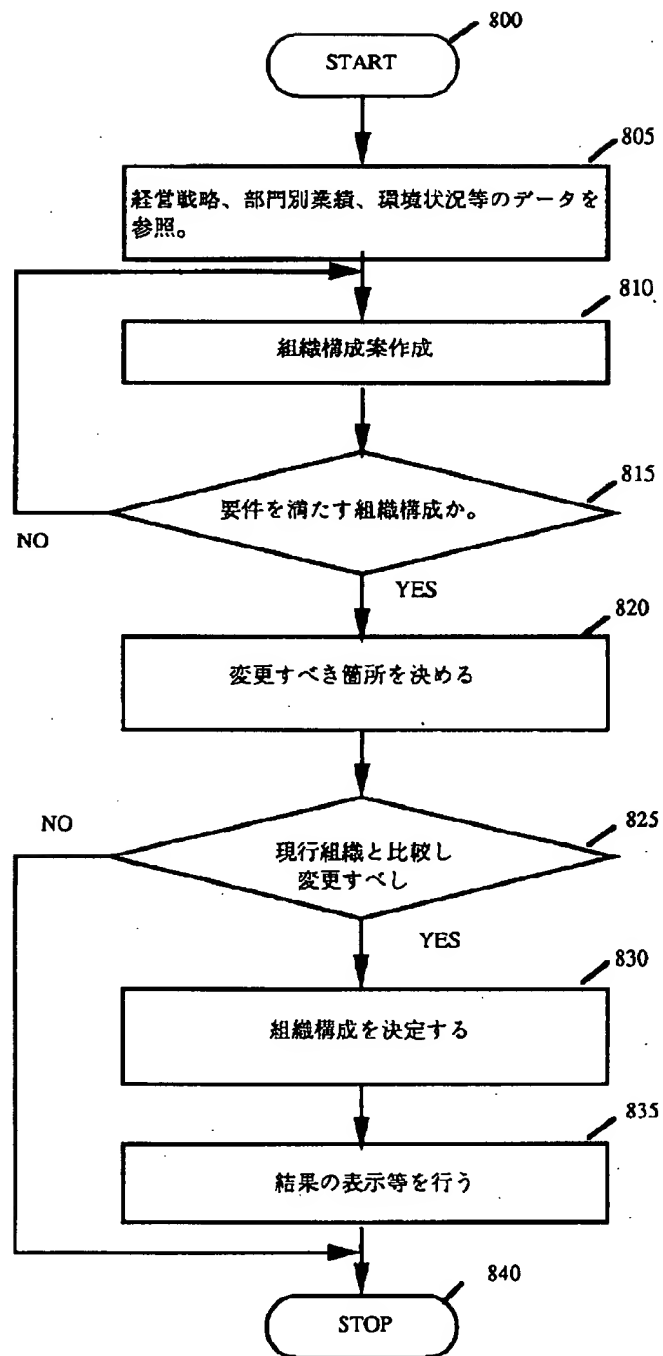 800
START
805
経営戦略、部門別業績、環境状況等のデータを
参照。
810
組織構成案作成
815
要件を満たす組織構成か。
NO
YES
820
変更すべき箇所を決める
NO
825
現行組織と比較し
変更すべし
YES
830
組織構成を決定する
835
結果の表示等を行う
840
STOP